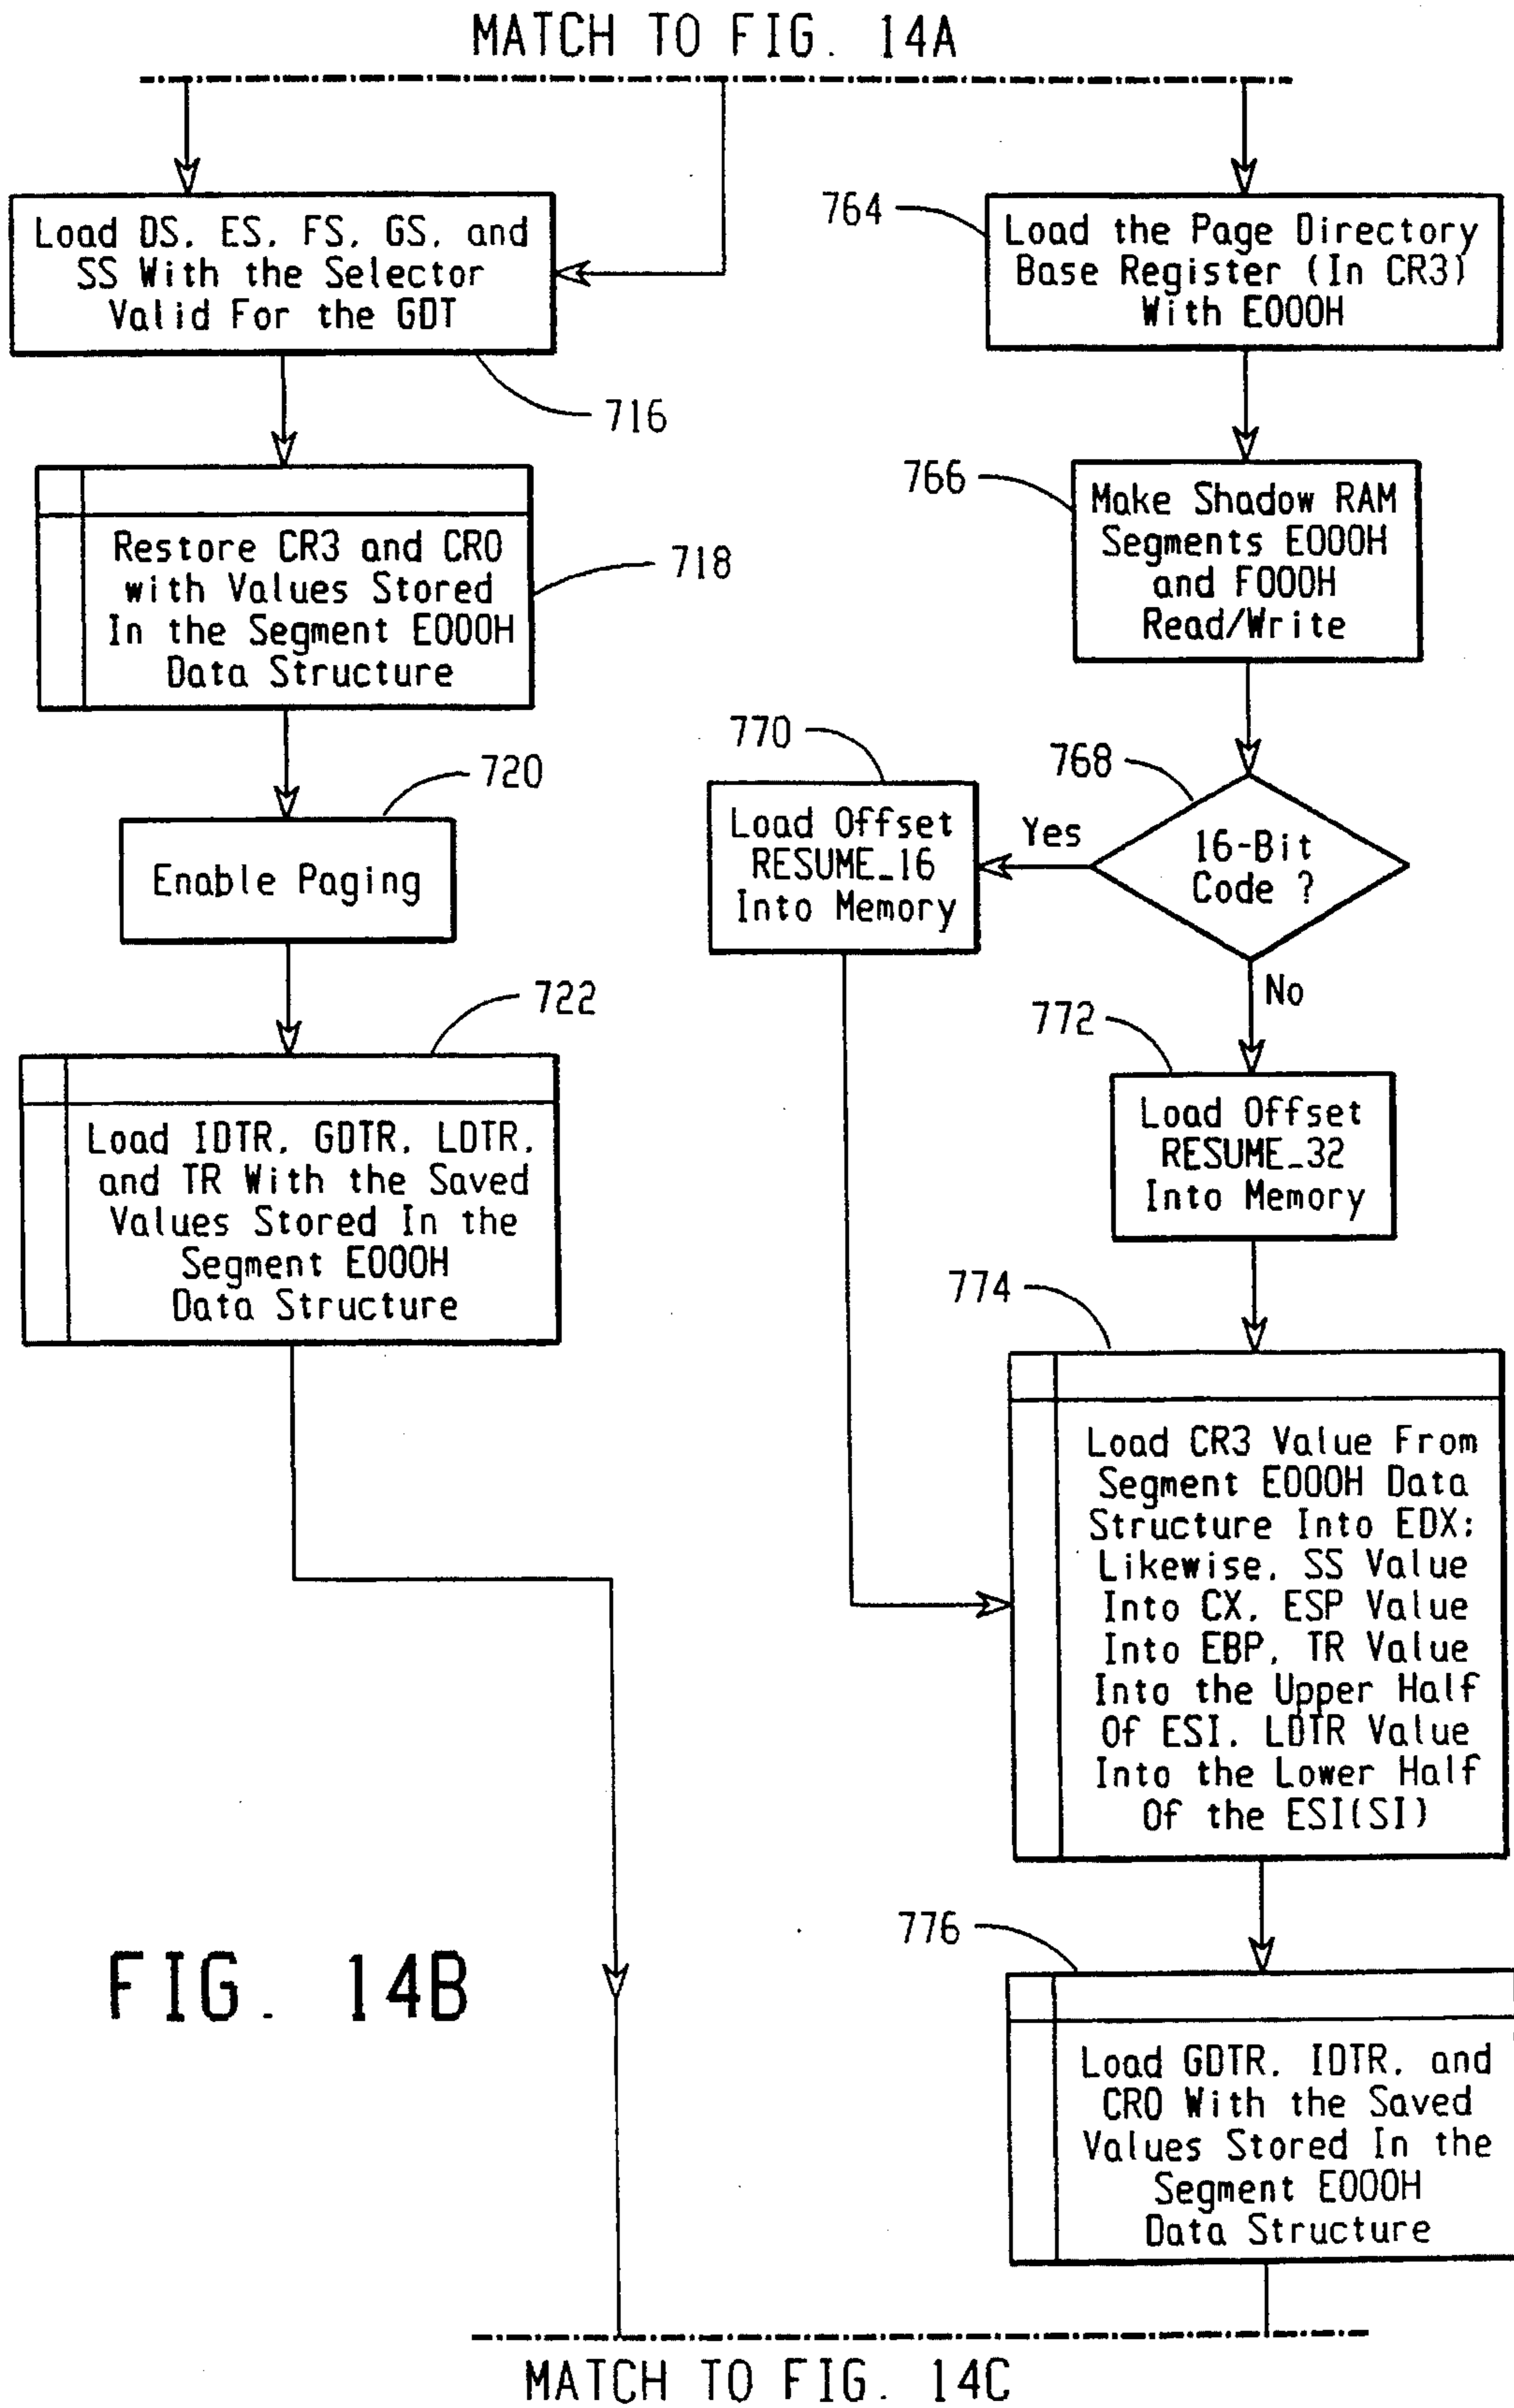 MATCH TO FIG. 14A
Load DS, ES, FS, GS, and
SS With the Selector
Valid For the GDT
716
Restore CR3 and CR0
with Values Stored
In the Segment E000H
Data Structure
718
720
Enable Paging
722
Load IDTR, GDTR, LDTR,
and TR With the Saved
Values Stored In the
Segment E000H
Data Structure
764
Load the Page Directory
Base Register (In CR3)
With E000H
766
Make Shadow RAM
Segments E000H
and F000H
Read/Write
768
16-Bit
Code ?
Yes
770
Load Offset
RESUME_16
Into Memory
No
772
Load Offset
RESUME_32
Into Memory
774
Load CR3 Value From
Segment E000H Data
Structure Into EDX;
Likewise, SS Value
Into CX, ESP Value
Into EBP, TR Value
Into the Upper Half
Of ESI, LDTR Value
Into the Lower Half
Of the ESI(SI)
776
Load GDTR, IDTR, and
CR0 With the Saved
Values Stored In the
Segment E000H
Data Structure
FIG. 14B
MATCH TO FIG. 14C